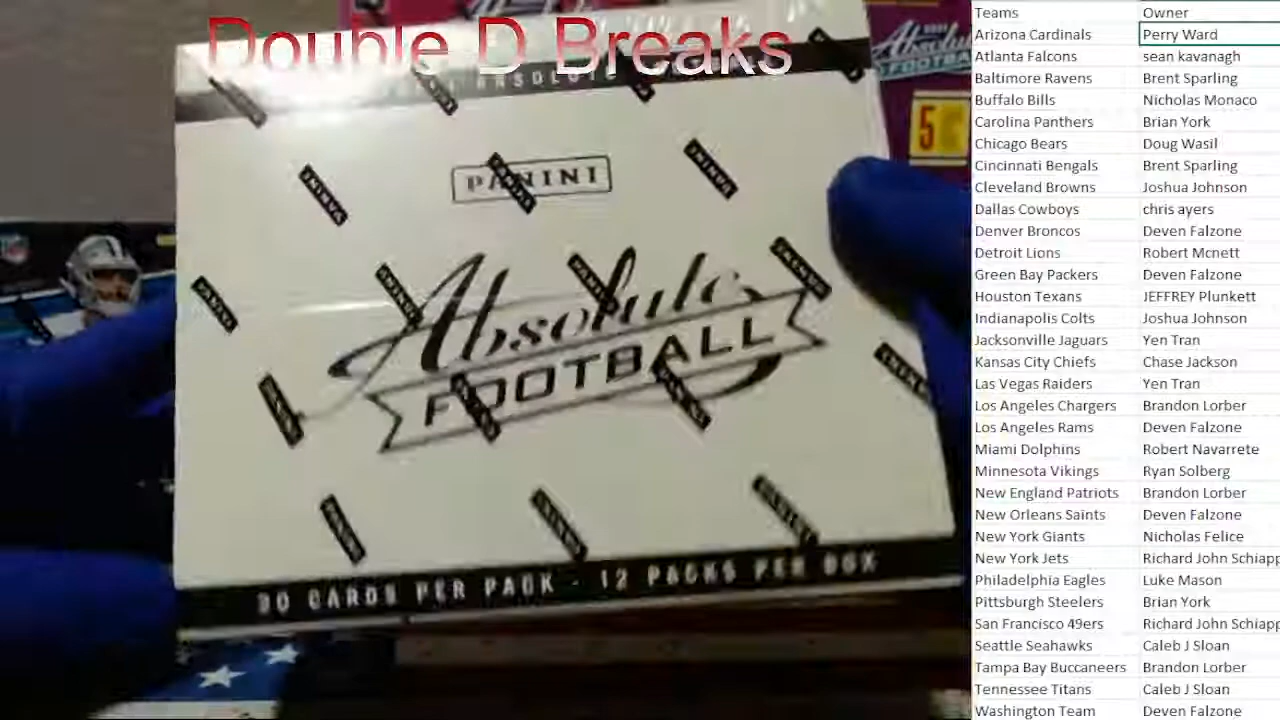 Double D Breaks
ABSOLUTE
PANINI
Absolute
FOOTBALL
30 CARDS PER PACK - 12 PACKS PER BOX
Absolute
FOOTBALL
5
PANINI
Teams Owner
Arizona Cardinals Perry Ward
Atlanta Falcons sean kavanagh
Baltimore Ravens Brent Sparling
Buffalo Bills Nicholas Monaco
Carolina Panthers Brian York
Chicago Bears Doug Wasil
Cincinnati Bengals Brent Sparling
Cleveland Browns Joshua Johnson
Dallas Cowboys chris ayers
Denver Broncos Deven Falzone
Detroit Lions Robert Mcnett
Green Bay Packers Deven Falzone
Houston Texans JEFFREY Plunkett
Indianapolis Colts Joshua Johnson
Jacksonville Jaguars Yen Tran
Kansas City Chiefs Chase Jackson
Las Vegas Raiders Yen Tran
Los Angeles Chargers Brandon Lorber
Los Angeles Rams Deven Falzone
Miami Dolphins Robert Navarrete
Minnesota Vikings Ryan Solberg
New England Patriots Brandon Lorber
New Orleans Saints Deven Falzone
New York Giants Nicholas Felice
New York Jets Richard John Schiapp
Philadelphia Eagles Luke Mason
Pittsburgh Steelers Brian York
San Francisco 49ers Richard John Schiapp
Seattle Seahawks Caleb J Sloan
Tampa Bay Buccaneers Brandon Lorber
Tennessee Titans Caleb J Sloan
Washington Team Deven Falzone